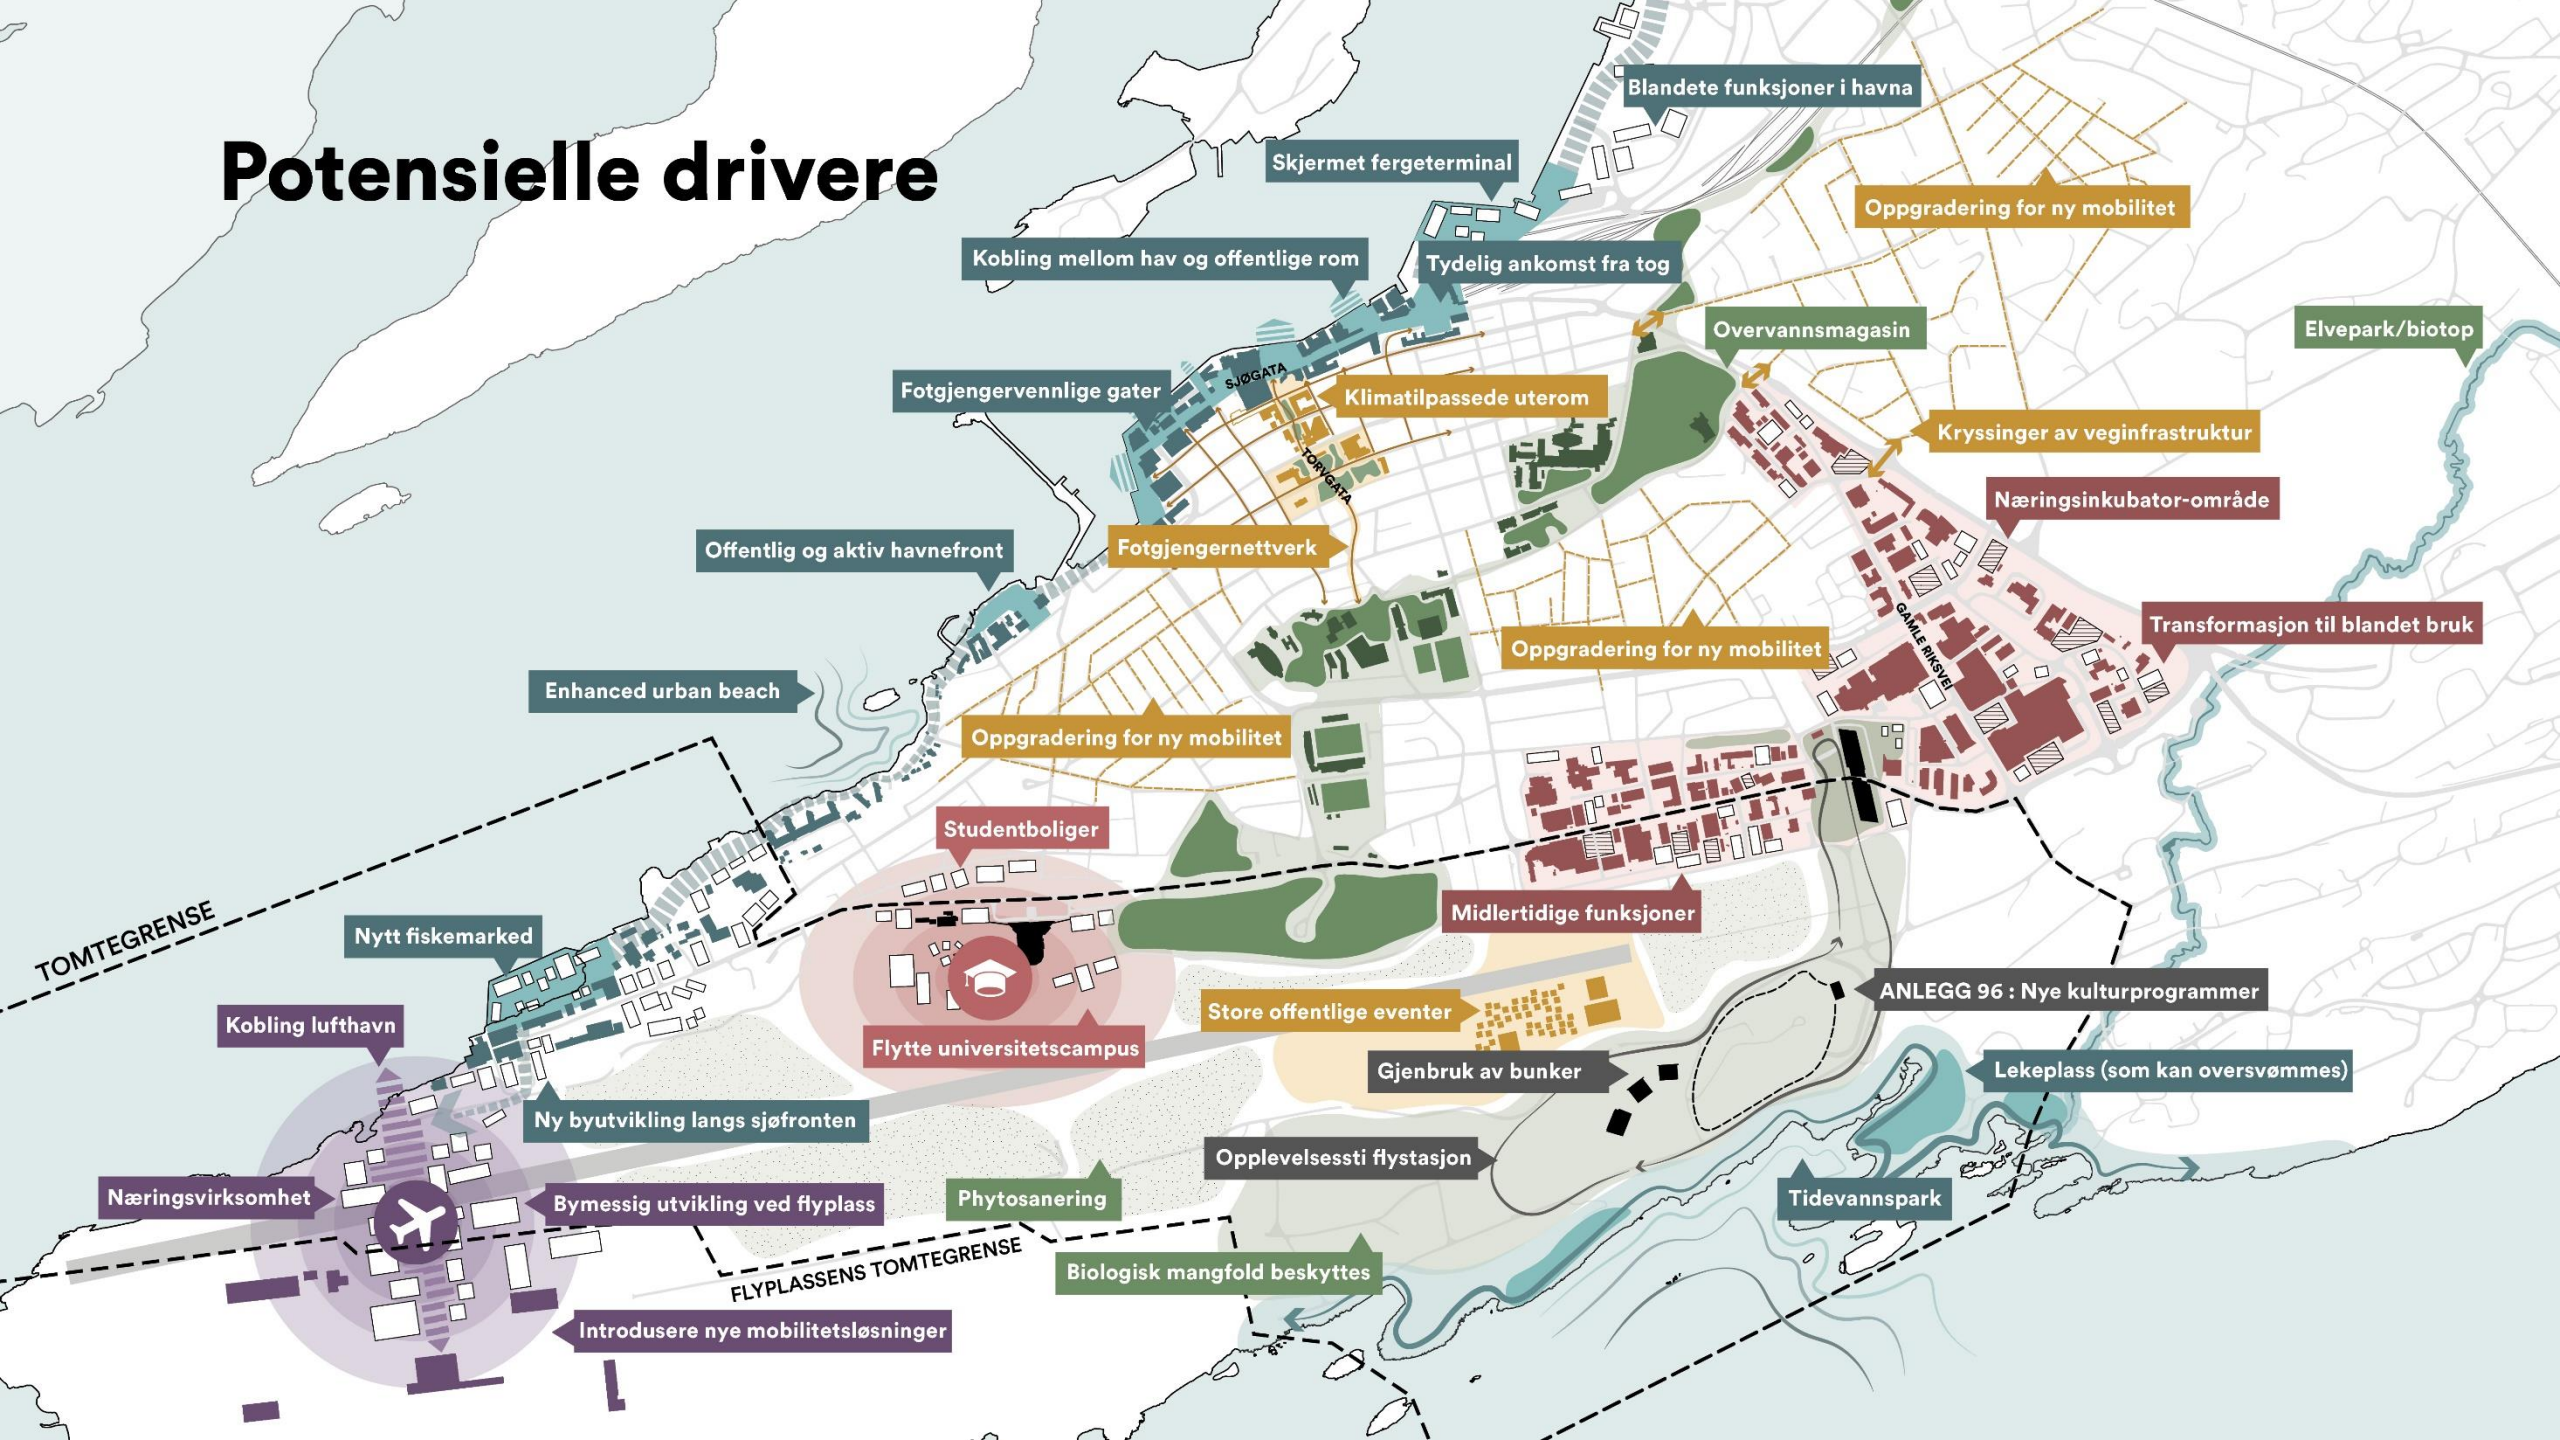 Potensielle drivere
Blandete funksjoner i havna
Skjermet fergeterminal
Oppgradering for ny mobilitet
Kobling mellom hav og offentlige rom
Tydelig ankomst fra tog
Overvannsmagasin
Elvepark/biotop
SJØGATA
Fotgjengervennlige gater
Klimatilpassede uterom
Kryssinger av veginfrastruktur
TORVGATA
Næringsinkubator-område
Offentlig og aktiv havnefront
Fotgjengernettverk
GAMLE RIKSVEI
Transformasjon til blandet bruk
Oppgradering for ny mobilitet
Enhanced urban beach
Oppgradering for ny mobilitet
Studentboliger
TOMTEGRENSE
Nytt fiskemarked
Midlertidige funksjoner
Kobling lufthavn
Store offentlige eventer
ANLEGG 96 : Nye kulturprogrammer
Flytte universitetscampus
Gjenbruk av bunker
Lekeplass (som kan oversvømmes)
Ny byutvikling langs sjøfronten
Opplevelsessti flystasjon
Næringsvirksomhet
Bymessig utvikling ved flyplass
Phytosanering
Tidevannspark
FLYPLASSENS TOMTEGRENSE
Biologisk mangfold beskyttes
Introdusere nye mobilitetsløsninger